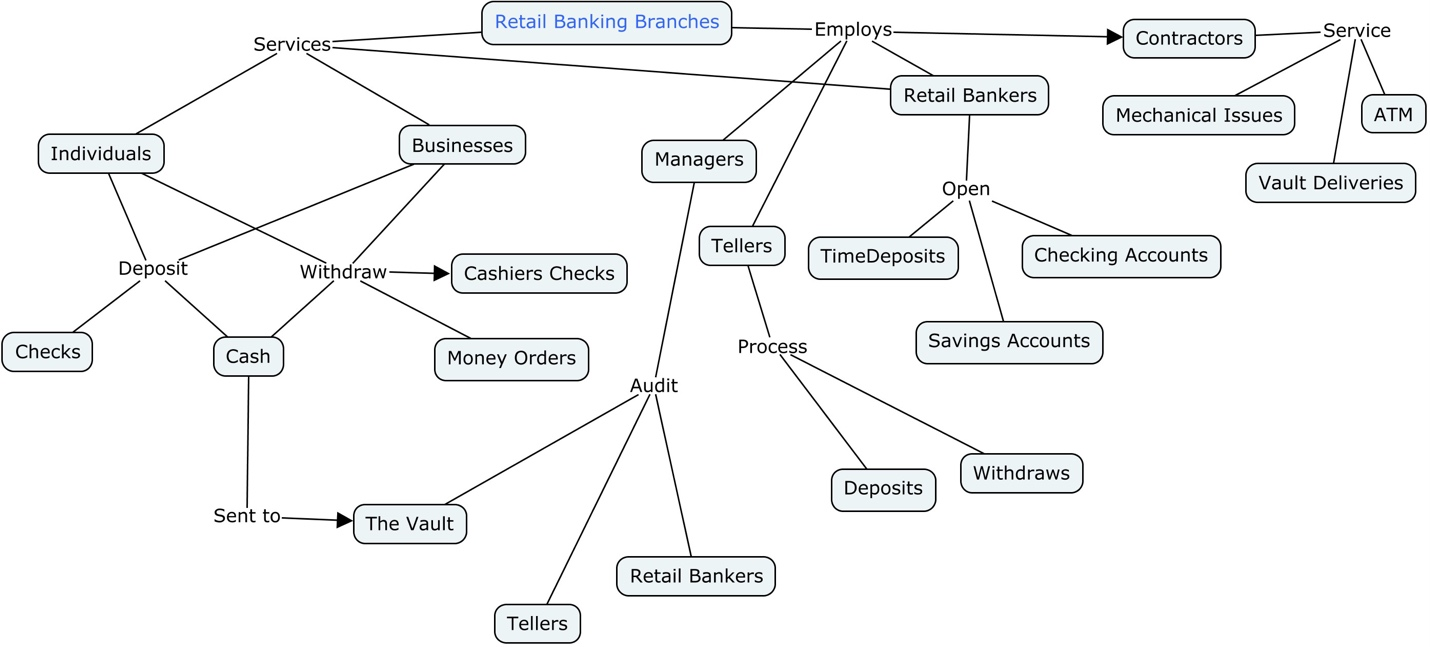 Retail Banking Branches
Employs
Service
Contractors
Services
Retail Bankers
Mechanical Issues
ATM
Individuals
Businesses
Managers
Vault Deliveries
Open
Tellers
TimeDeposits
Checking Accounts
Deposit
Withdraw
Cashiers Checks
Savings Accounts
Process
Checks
Cash
Money Orders
Audit
Withdraws
Deposits
Sent to
The Vault
Retail Bankers
Tellers